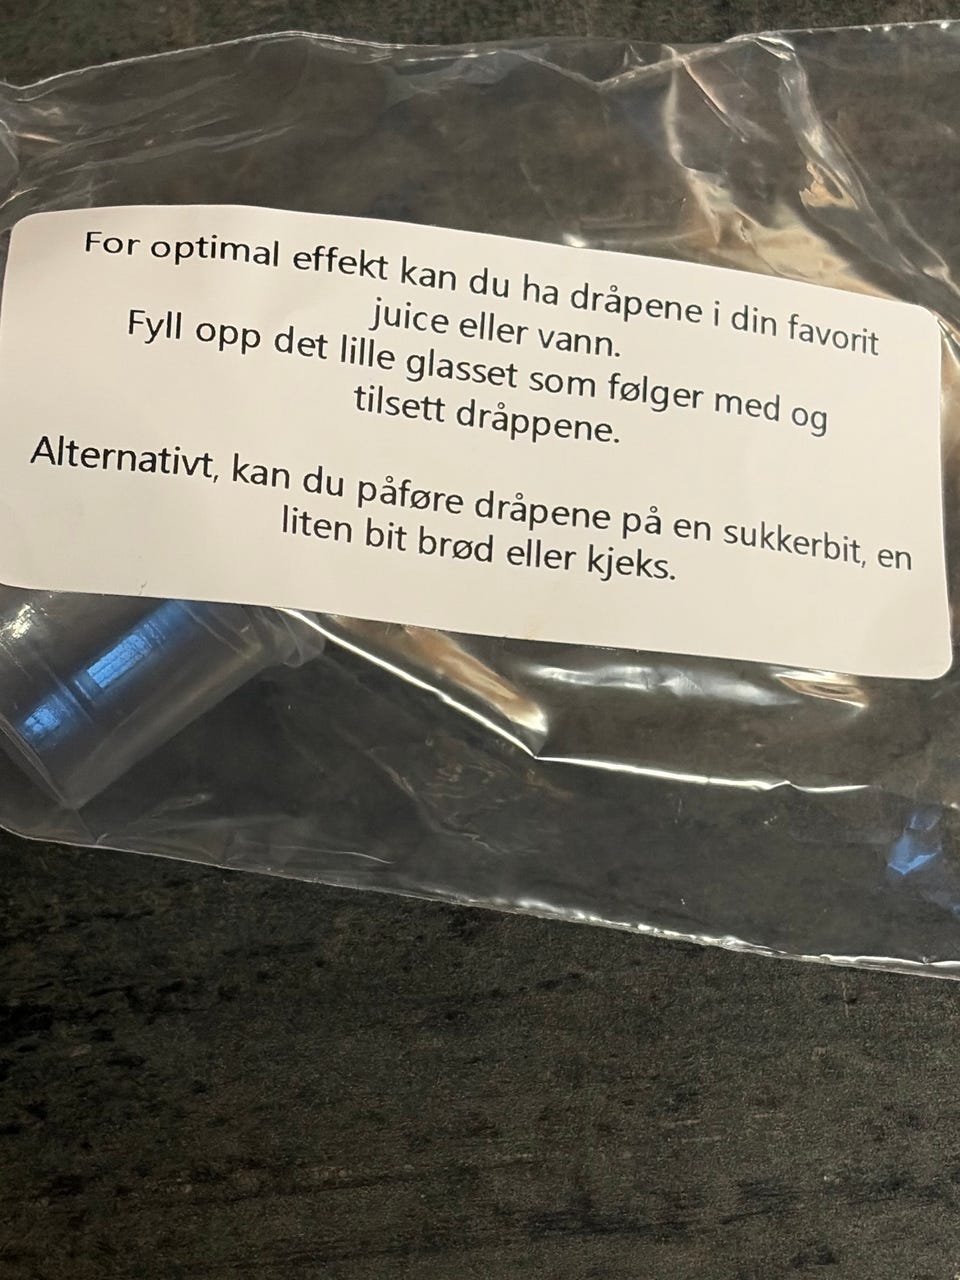 For optimal effekt kan du ha dråpene i din favorit
juice eller vann.
Fyll opp det lille glasset som følger med og
tilsett dråppene.
Alternativt, kan du påføre dråpene på en sukkerbit, en
liten bit brød eller kjeks.